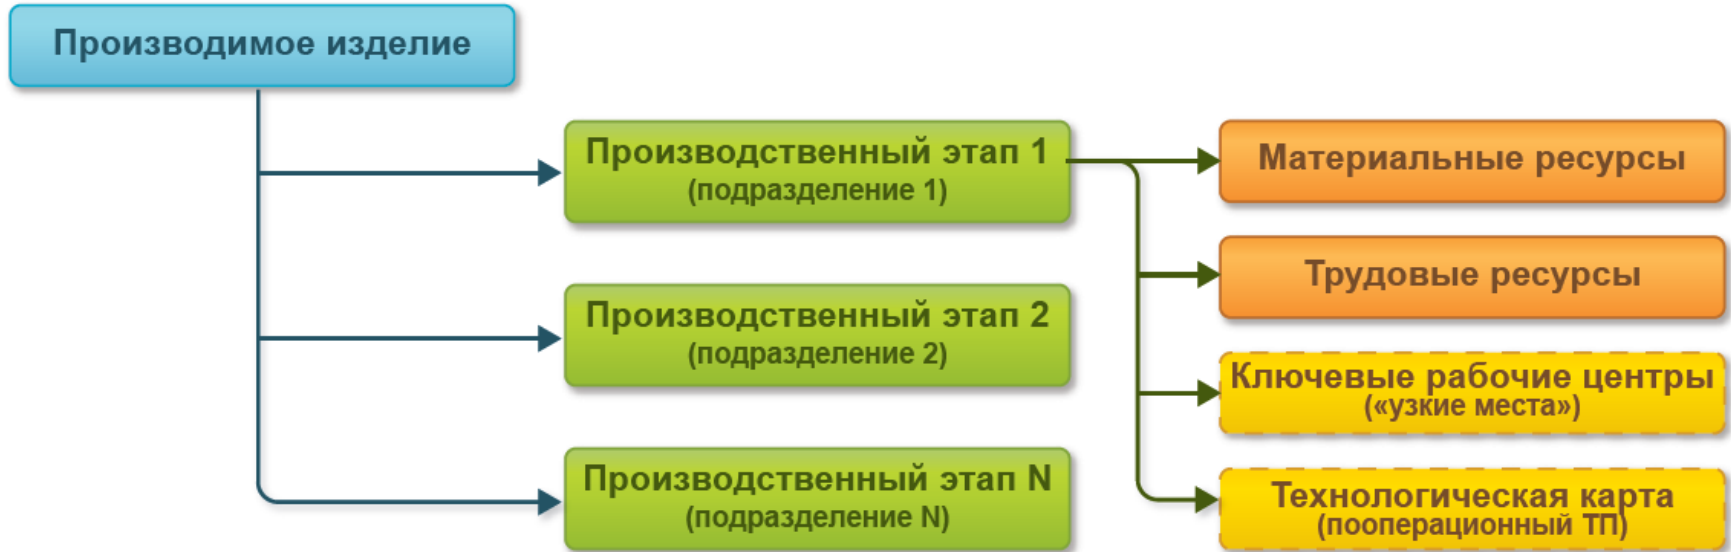 Производимое изделие
Производственный этап 1
(подразделение 1)
Производственный этап 2
(подразделение 2)
Производственный этап N
(подразделение N)
Материальные ресурсы
Трудовые ресурсы
Ключевые рабочие центры
(«узкие места»)
Технологическая карта
(пооперационный ТП)